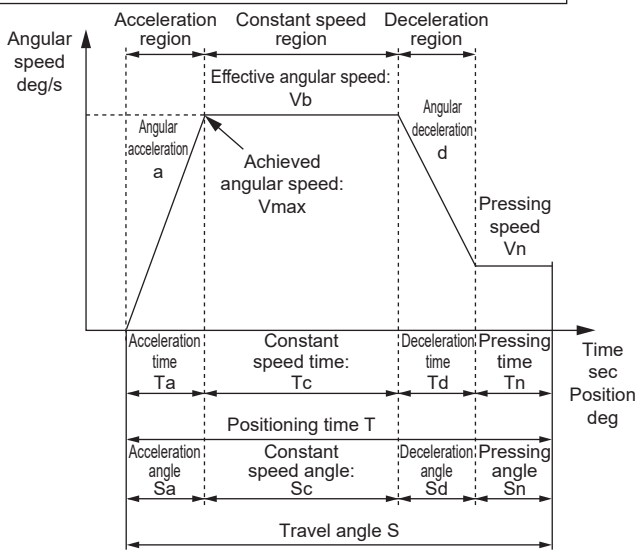 Acceleration region
Constant speed region
Deceleration region
Angular speed deg/s
Effective angular speed: Vb
Angular acceleration a
Angular deceleration d
Achieved angular speed: Vmax
Pressing speed Vn
Acceleration time Ta
Constant speed time: Tc
Deceleration time Td
Pressing time Tn
Time sec
Position deg
Positioning time T
Acceleration angle Sa
Constant speed angle: Sc
Deceleration angle Sd
Pressing angle Sn
Travel angle S